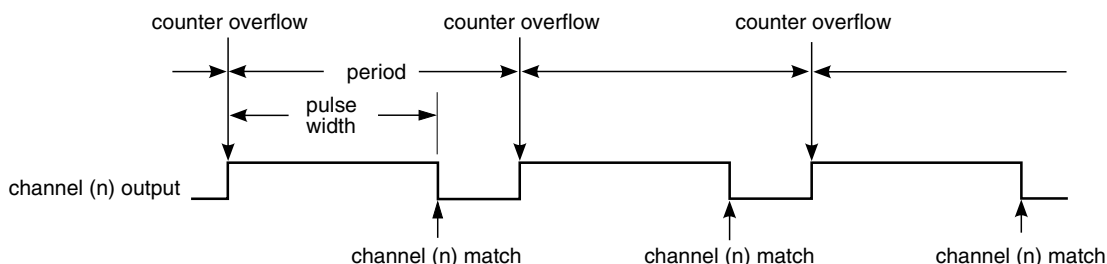 counter overflow
counter overflow
counter overflow
period
pulse
width
channel (n) output
channel (n) match
channel (n) match
channel (n) match